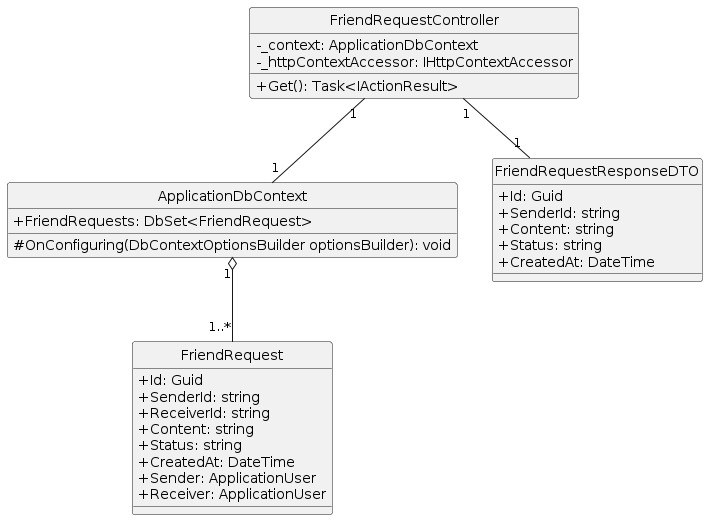 FriendRequestController
-_context: ApplicationDbContext
-_httpContextAccessor: IHttpContextAccessor
+Get(): Task<IActionResult>
1
1
1
1
ApplicationDbContext
+FriendRequests: DbSet<FriendRequest>
#OnConfiguring(DbContextOptionsBuilder optionsBuilder): void
FriendRequestResponseDTO
+Id: Guid
+SenderId: string
+Content: string
+Status: string
+CreatedAt: DateTime
1
1..*
FriendRequest
+Id: Guid
+SenderId: string
+ReceiverId: string
+Content: string
+Status: string
+CreatedAt: DateTime
+Sender: ApplicationUser
+Receiver: ApplicationUser